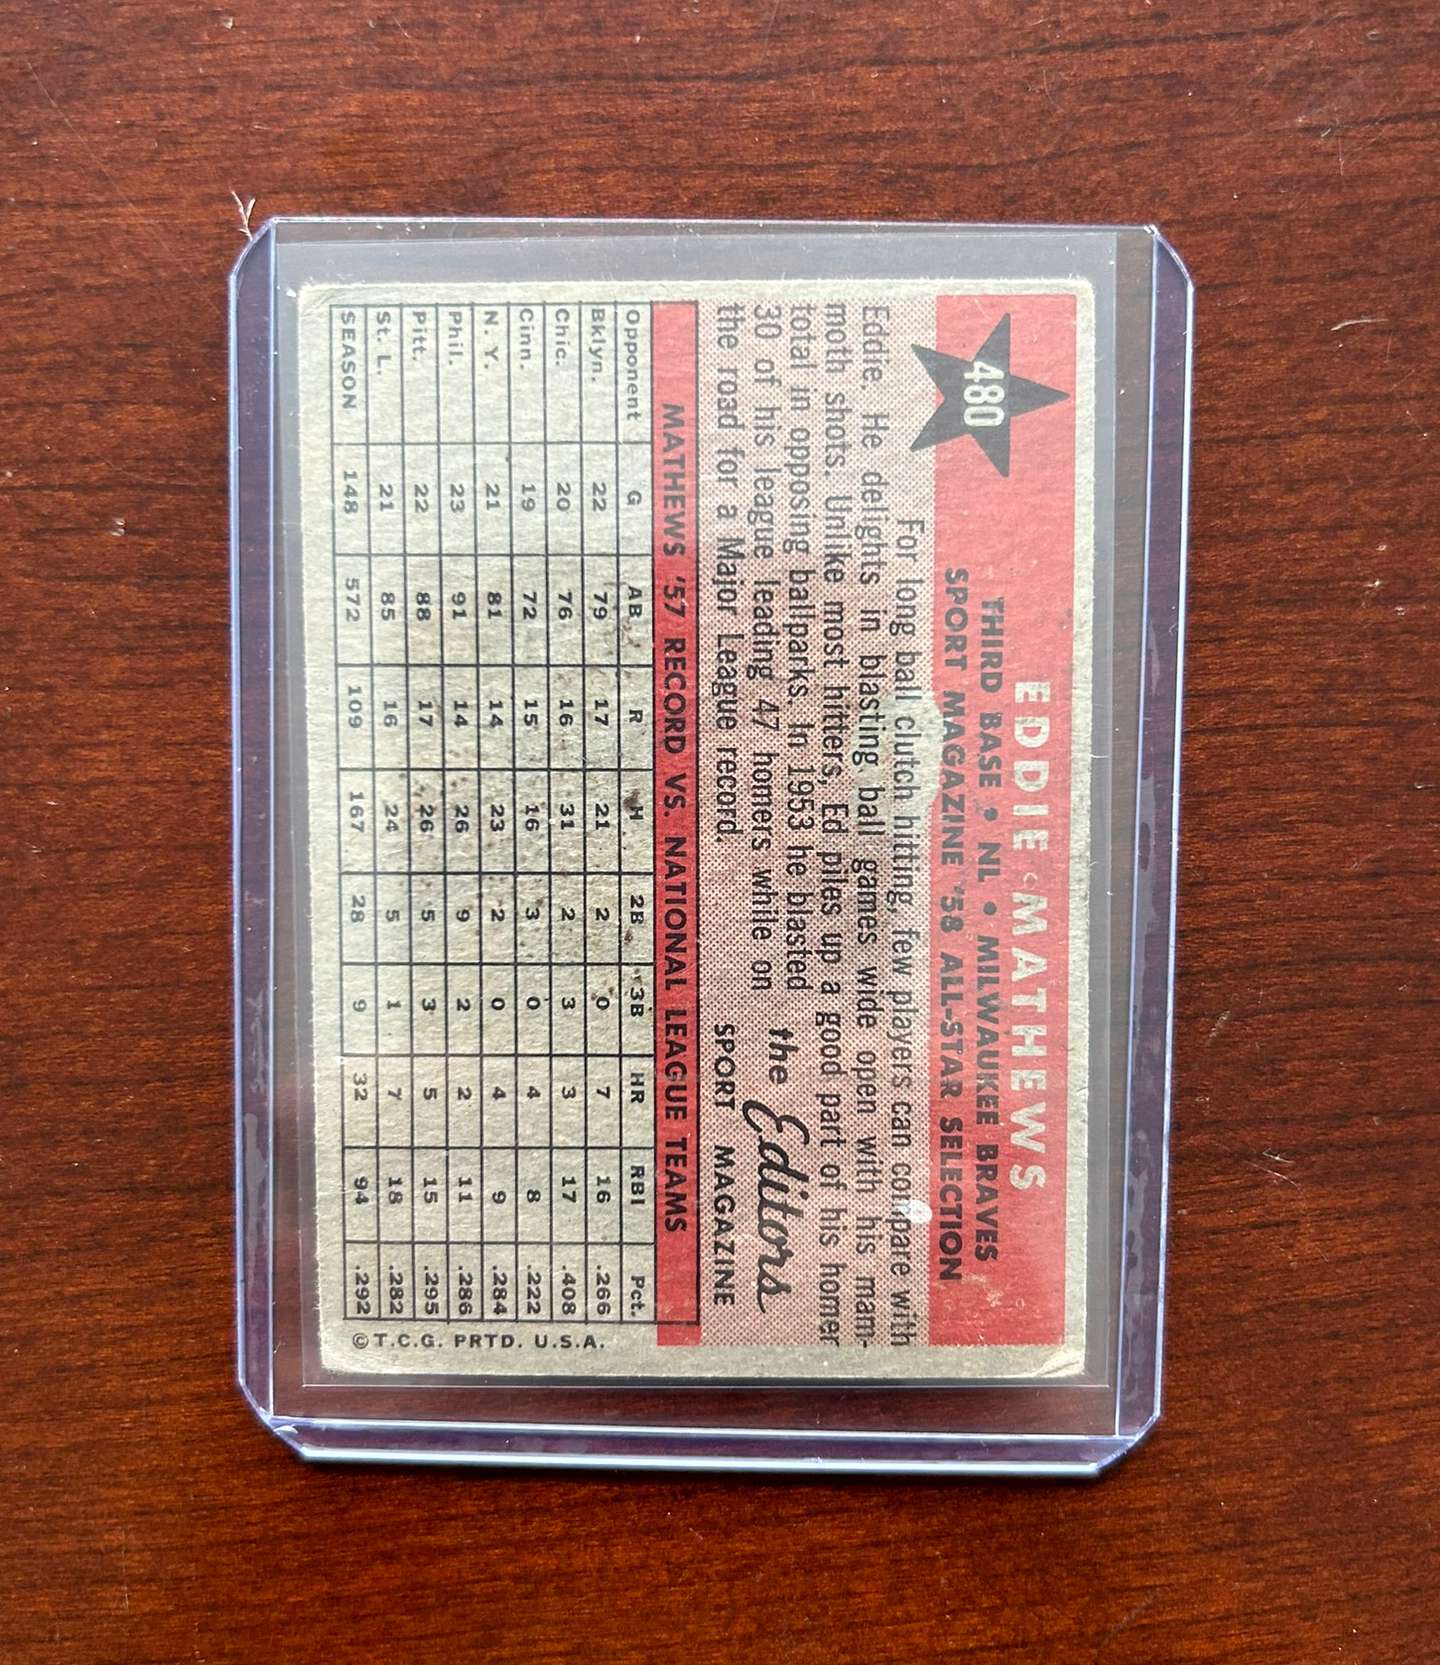 480
EDDIE MATHEWS
THIRD BASE • NL • MILWAUKEE BRAVES
SPORT MAGAZINE '58 ALL-STAR SELECTION
For long ball clutch hitting, few players can compare with
Eddie. He delights in blasting ball games wide open with his mam-
moth shots. Unlike most hitters, Ed piles up a good part of his homer
total in opposing ballparks. In 1953 he blasted
30 of his league leading 47 homers while on
the road for a Major League record.
the Editors
SPORT MAGAZINE
MATHEWS '57 RECORD VS. NATIONAL LEAGUE TEAMS
Opponent G AB R H 2B 3B HR RBI Pct.
Bklyn. 22 79 17 21 2 0 7 16 .266
Chic. 20 76 16 31 2 3 3 17 .408
Cinn. 19 72 15 16 3 0 4 8 .222
N. Y. 21 81 14 23 2 0 4 9 .284
Phil. 23 91 14 26 9 2 2 11 .286
Pitt. 22 88 17 26 5 3 5 15 .295
St. L. 21 85 16 24 5 1 7 18 .282
SEASON 148 572 109 167 28 9 32 94 .292
© T.C.G. PRTD. U.S.A.